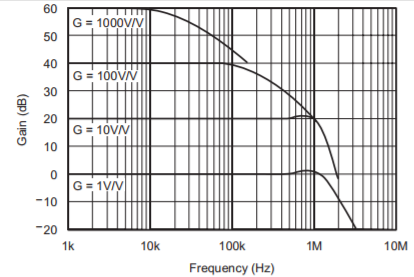 60
50
40
30
20
10
0
−10
−20
Gain (dB)
G = 1000V/V
G = 100V/V
G = 10V/V
G = 1V/V
1k 10k 100k 1M 10M
Frequency (Hz)